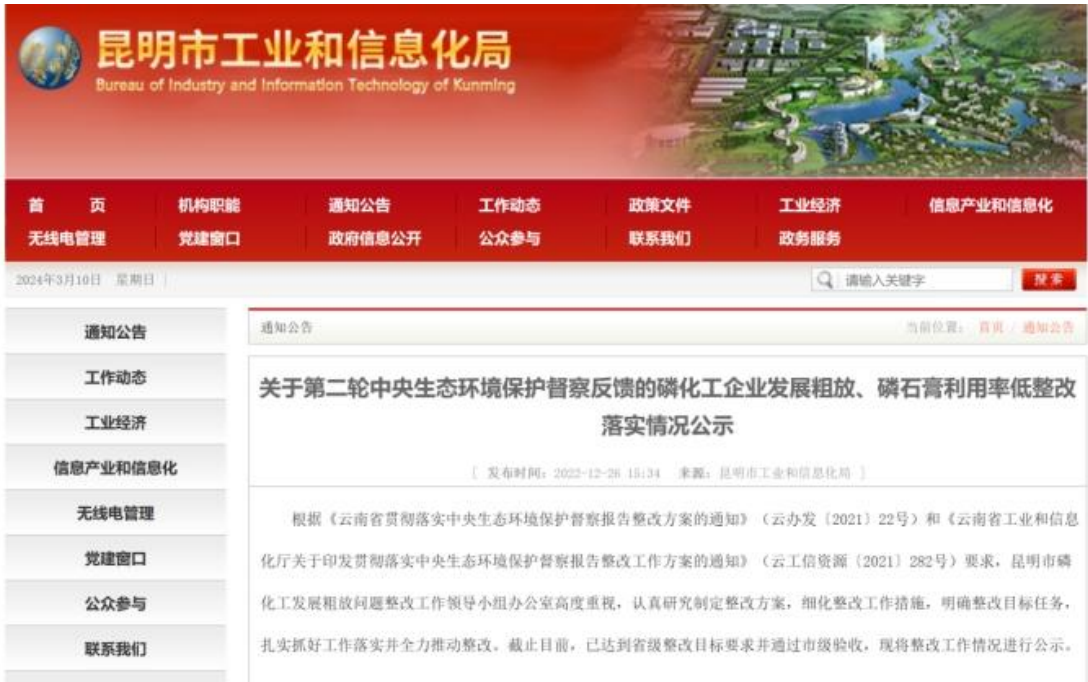 昆明市工业和信息化局
Bureau of Industry and Information Technology of Kunming
首 页 机构职能 通知公告 工作动态 政策文件 工业经济 信息产业和信息化
无线电管理 党建窗口 政府信息公开 公众参与 联系我们 政务服务
2024年3月10日 星期日 | 请输入关键字 搜索
通知公告
工作动态
工业经济
信息产业和信息化
无线电管理
党建窗口
公众参与
联系我们
通知公告 当前位置: 首页 / 通知公告
关于第二轮中央生态环境保护督察反馈的磷化工企业发展粗放、磷石膏利用率低整改
落实情况公示
[ 发布时间: 2022-12-26 15:34 来源: 昆明市工业和信息化局 ]
根据《云南省贯彻落实中央生态环境保护督察报告整改方案的通知》（云办发〔2021〕22号）和《云南省工业和信息
化厅关于印发贯彻落实中央生态环境保护督察报告整改工作方案的通知》（云工信资源〔2021〕282号）要求，昆明市磷
化工发展粗放问题整改工作领导小组办公室高度重视，认真研究制定整改方案，细化整改工作措施，明确整改目标任务，
扎实抓好工作落实并全力推动整改。截止目前，已达到省级整改目标要求并通过市级验收，现将整改工作情况进行公示。